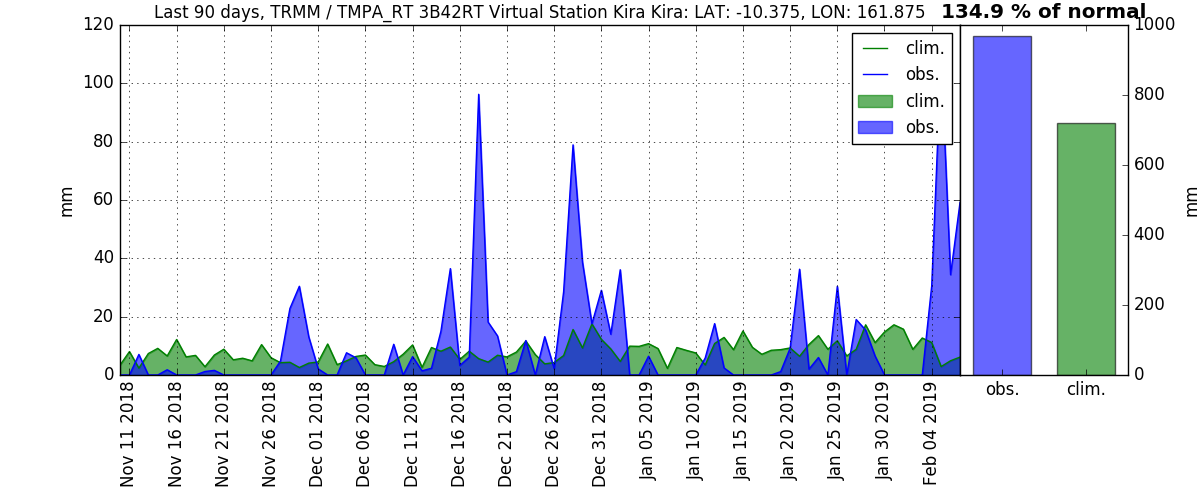 Last 90 days, TRMM / TMPA_RT 3B42RT Virtual Station Kira Kira: LAT: -10.375, LON: 161.875 134.9 % of normal
120
100
80
60
40
20
0
mm
clim.
obs.
clim.
obs.
1000
800
600
400
200
0
mm
obs.
clim.
Nov 11 2018
Nov 16 2018
Nov 21 2018
Nov 26 2018
Dec 01 2018
Dec 06 2018
Dec 11 2018
Dec 16 2018
Dec 21 2018
Dec 26 2018
Dec 31 2018
Jan 05 2019
Jan 10 2019
Jan 15 2019
Jan 20 2019
Jan 25 2019
Jan 30 2019
Feb 04 2019